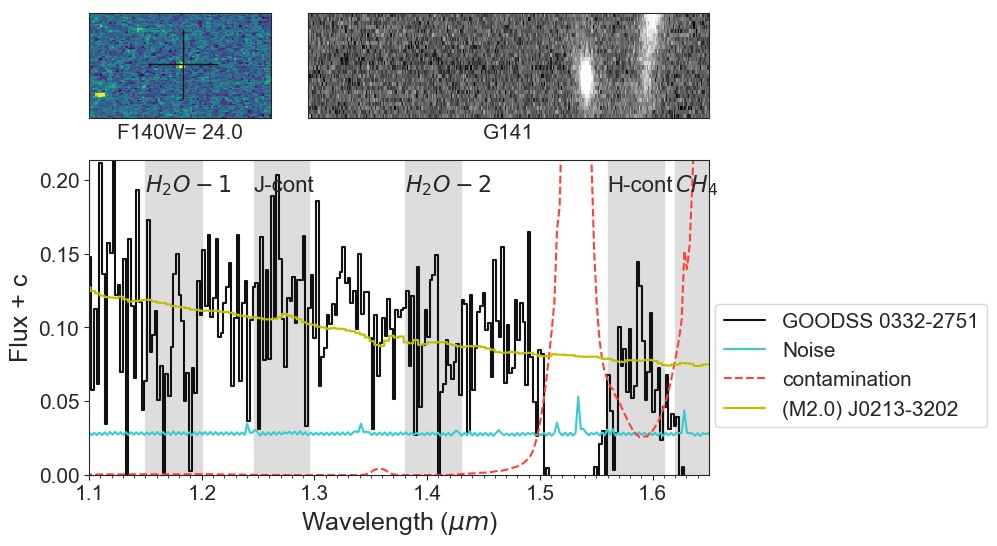 F140W= 24.0
G141
H₂O − 1
J-cont
H₂O − 2
H-cont
CH₄
0.20
0.15
0.10
0.05
0.00
Flux + c
1.1
1.2
1.3
1.4
1.5
1.6
Wavelength (μm)
GOODSS 0332-2751
Noise
contamination
(M2.0) J0213-3202